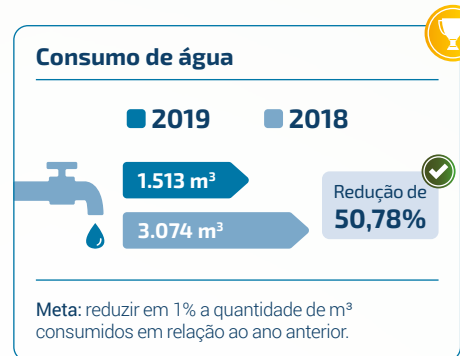 Consumo de água
2019 2018
1.513 m³
3.074 m³
Redução de
50,78%
Meta: reduzir em 1% a quantidade de m³
consumidos em relação ao ano anterior.